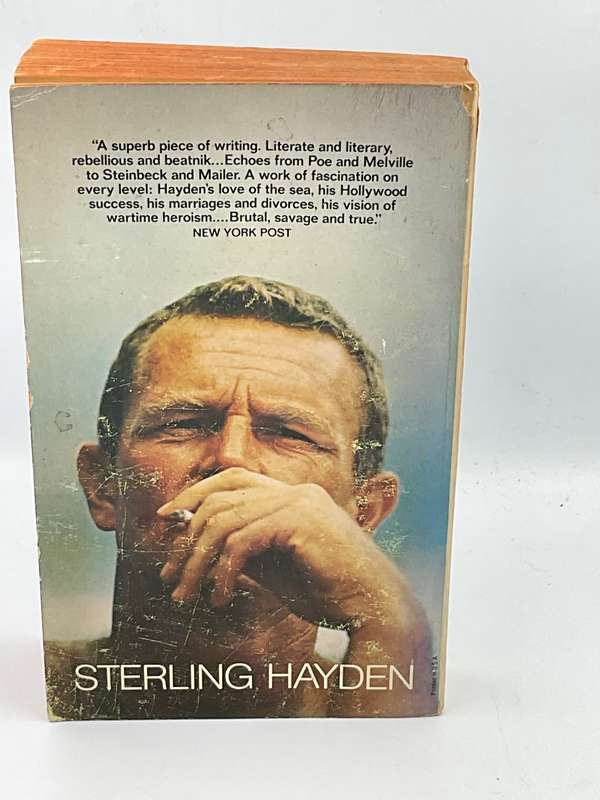 “A superb piece of writing. Literate and literary,
rebellious and beatnik...Echoes from Poe and Melville
to Steinbeck and Mailer. A work of fascination on
every level: Hayden's love of the sea, his Hollywood
success, his marriages and divorces, his vision of
wartime heroism....Brutal, savage and true.”
NEW YORK POST
STERLING HAYDEN
Printed in U.S.A.